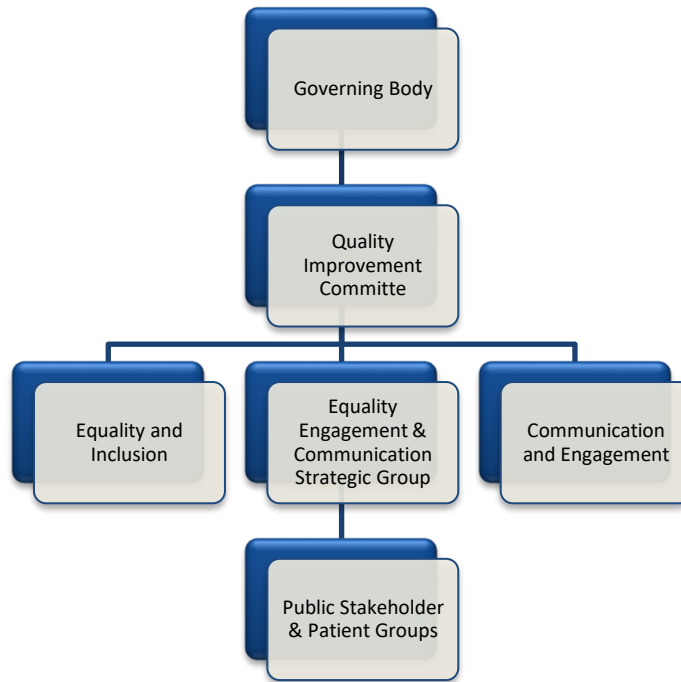 Governing Body
Quality
Improvement
Committe
Equality and
Inclusion
Equality
Engagement &
Communication
Strategic Group
Communication
and Engagement
Public Stakeholder
& Patient Groups